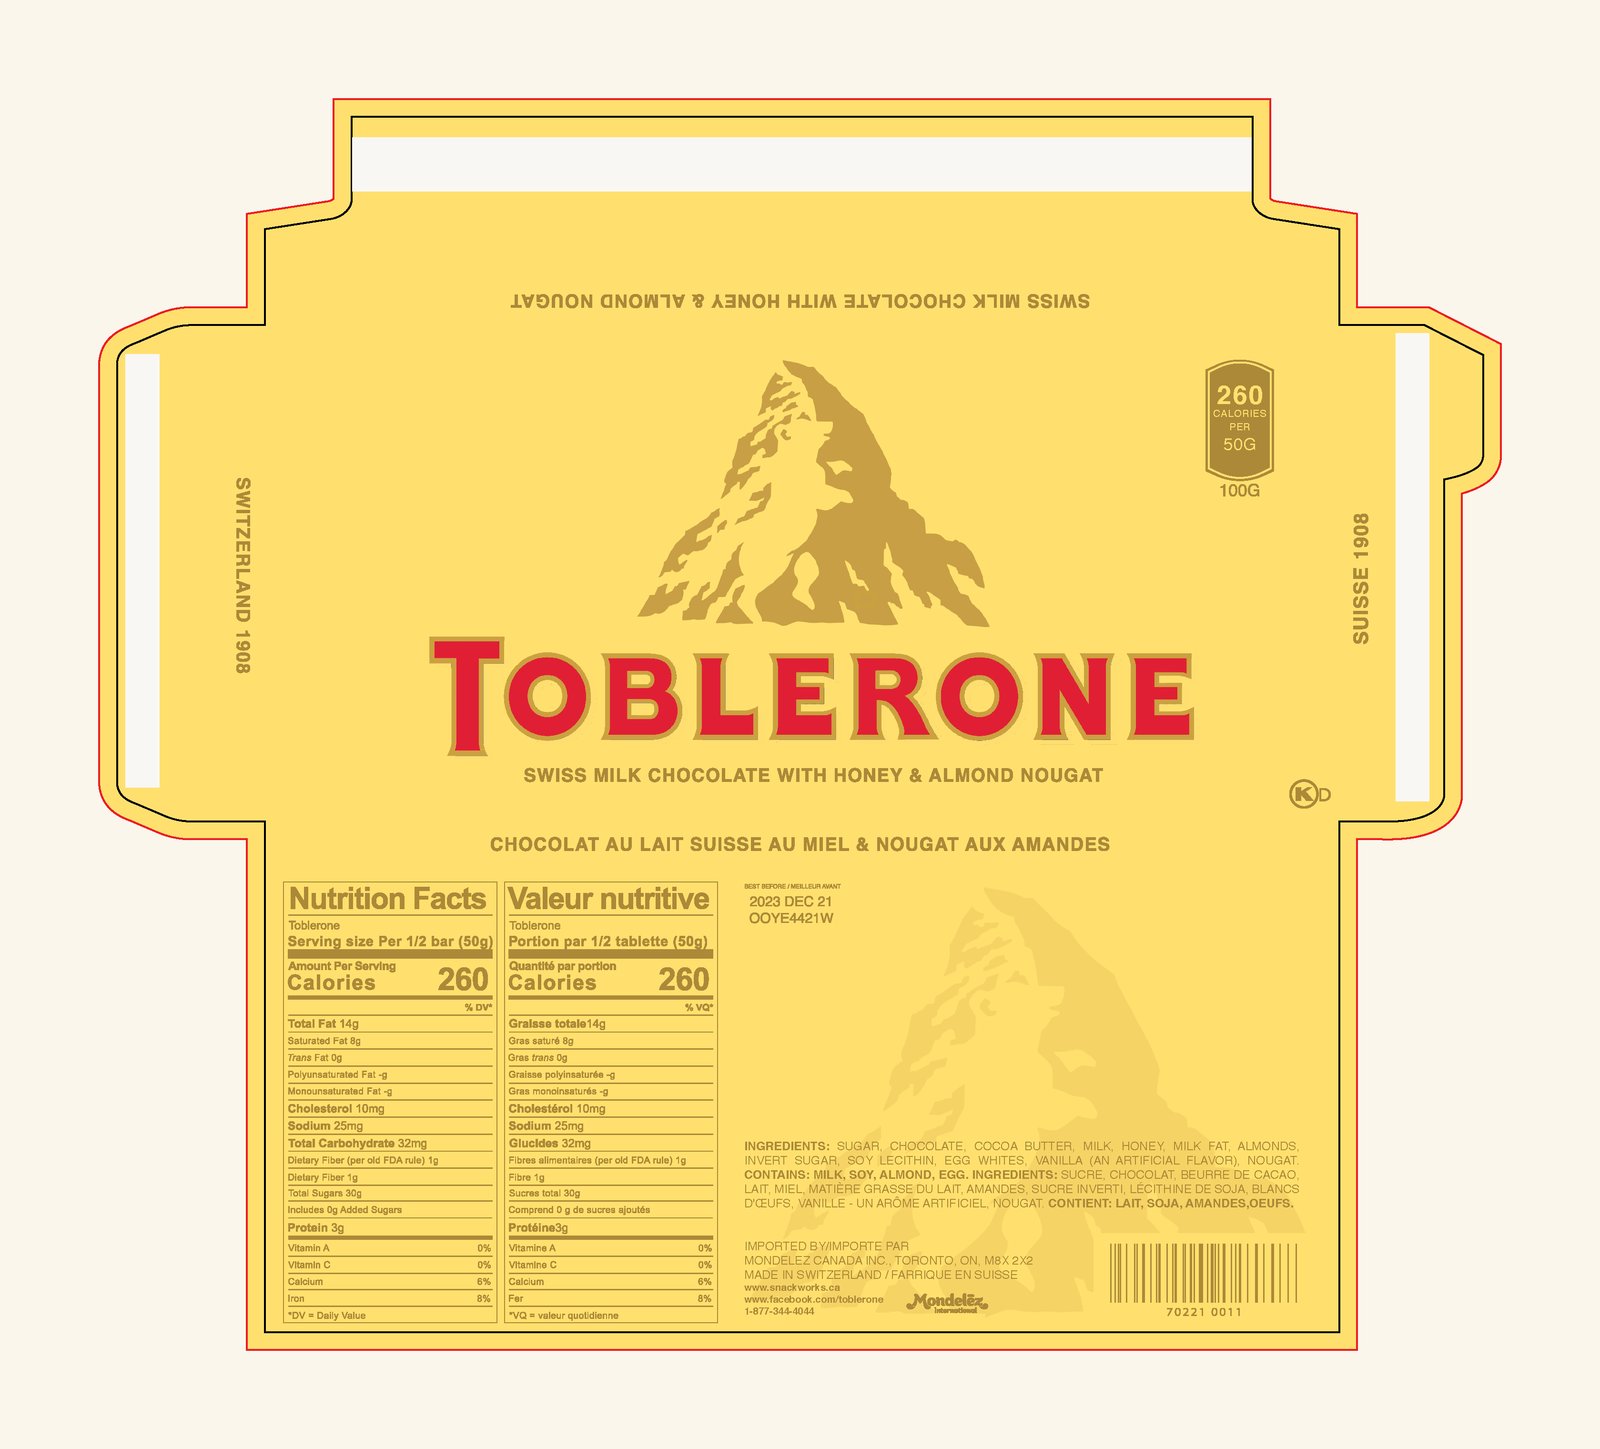 SWISS MILK CHOCOLATE WITH HONEY & ALMOND NOUGAT
260
CALORIES
PER
50G
100G
SWITZERLAND 1908
SUISSE 1908
TOBLERONE
SWISS MILK CHOCOLATE WITH HONEY & ALMOND NOUGAT
KD
CHOCOLAT AU LAIT SUISSE AU MIEL & NOUGAT AUX AMANDES
Nutrition Facts
Toblerone
Serving size Per 1/2 bar (50g)
Amount Per Serving
Calories 260
% DV*
Total Fat 14g
Saturated Fat 8g
Trans Fat 0g
Polyunsaturated Fat -g
Monounsaturated Fat -g
Cholesterol 10mg
Sodium 25mg
Total Carbohydrate 32mg
Dietary Fiber (per old FDA rule) 1g
Dietary Fiber 1g
Total Sugars 30g
Includes 0g Added Sugars
Protein 3g
Vitamin A 0%
Vitamin C 0%
Calcium 6%
Iron 8%
*DV = Daily Value
Valeur nutritive
Toblerone
Portion par 1/2 tablette (50g)
Quantité par portion
Calories 260
% VQ*
Graisse totale14g
Gras saturé 8g
Gras trans 0g
Graisse polyinsaturée -g
Gras monoinsaturés -g
Cholestérol 10mg
Sodium 25mg
Glucides 32mg
Fibres alimentaires (per old FDA rule) 1g
Fibre 1g
Sucres total 30g
Comprend 0 g de sucres ajoutés
Protéine3g
Vitamine A 0%
Vitamine C 0%
Calcium 6%
Fer 8%
*VQ = valeur quotidienne
BEST BEFORE / MEILLEUR AVANT
2023 DEC 21
OOYE4421W
INGREDIENTS: SUGAR, CHOCOLATE, COCOA BUTTER, MILK, HONEY, MILK FAT, ALMONDS,
INVERT SUGAR, SOY LECITHIN, EGG WHITES, VANILLA (AN ARTIFICIAL FLAVOR), NOUGAT.
CONTAINS: MILK, SOY, ALMOND, EGG. INGREDIENTS: SUCRE, CHOCOLAT, BEURRE DE CACAO,
LAIT, MIEL, MATIÈRE GRASSE DU LAIT, AMANDES, SUCRE INVERTI, LÉCITHINE DE SOJA, BLANCS
D'ŒUFS, VANILLE - UN ARÔME ARTIFICIEL, NOUGAT. CONTIENT: LAIT, SOJA, AMANDES,OEUFS.
IMPORTED BY/IMPORTE PAR
MONDELEZ CANADA INC., TORONTO, ON, M8X 2X2
MADE IN SWITZERLAND / FARRIQUE EN SUISSE
www.snackworks.ca
www.facebook.com/toblerone
1-877-344-4044
Mondelēz
International
70221 0011